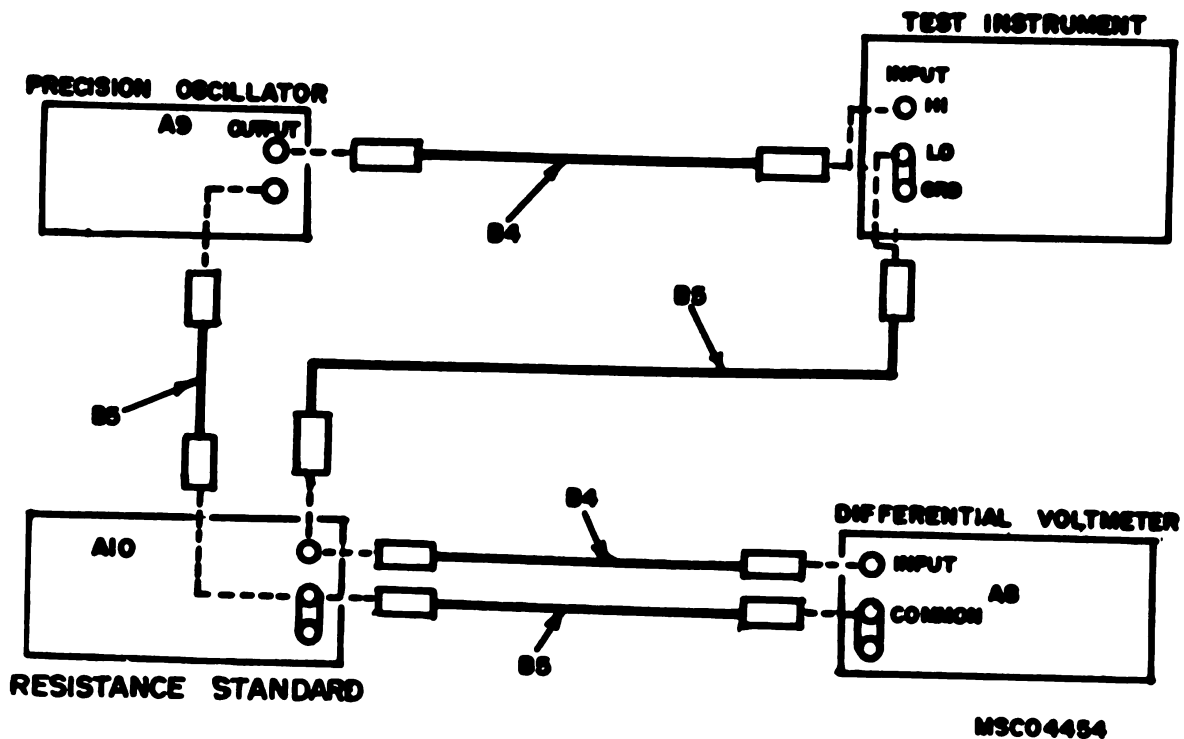 TEST INSTRUMENT
INPUT
HI
LO
GRD
PRECISION OSCILLATOR
A9 OUTPUT
B4
B5
B5
A10
RESISTANCE STANDARD
B4
B5
DIFFERENTIAL VOLTMETER
INPUT
A8
COMMON
MSC04454